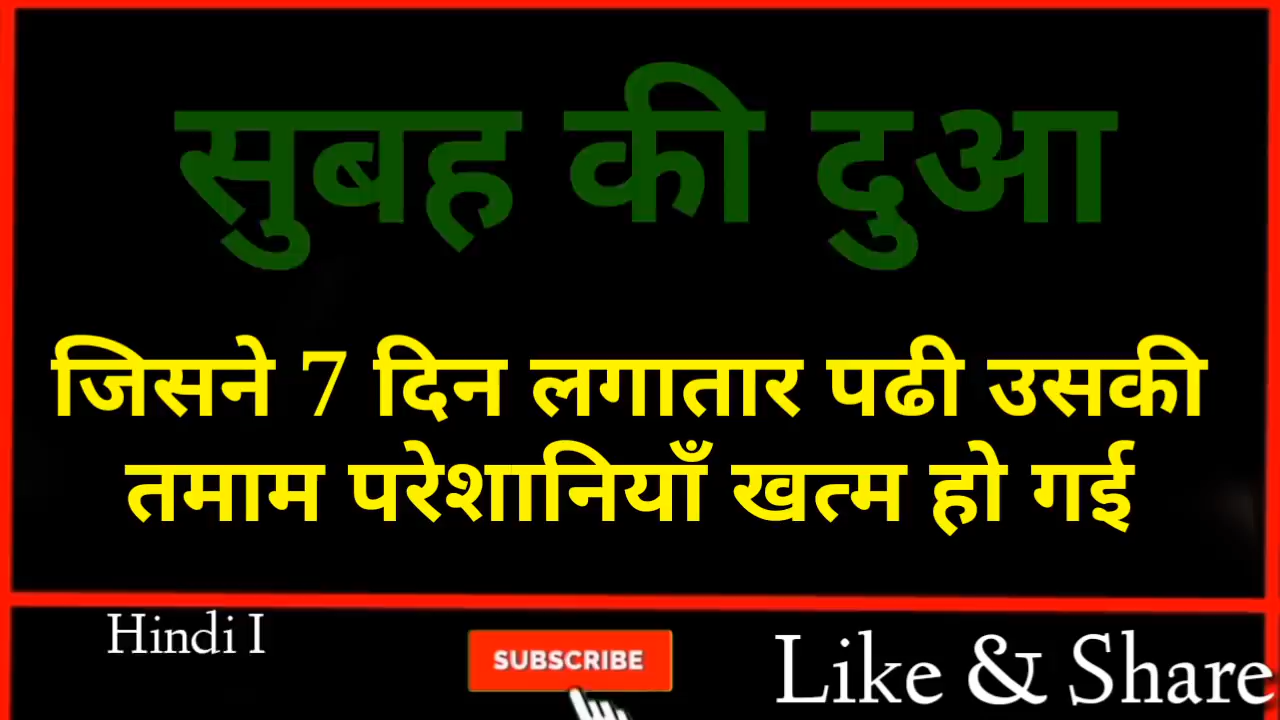 सुबह की दुआ
जिसने 7 दिन लगातार पढी उसकी
तमाम परेशानियाँ खत्म हो गई
Hindi I
SUBSCRIBE
Like & Share